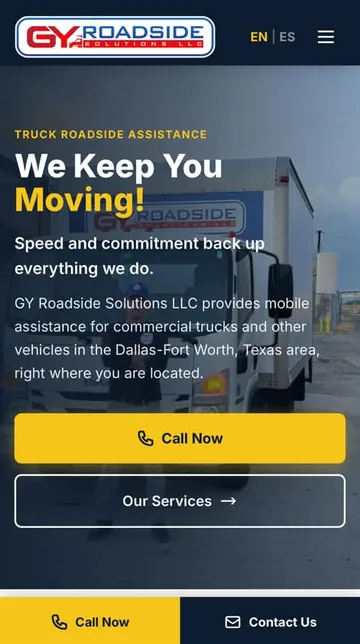 GY ROADSIDE
SOLUTIONS LLC
EN | ES
TRUCK ROADSIDE ASSISTANCE
We Keep You
Moving!
Speed and commitment back up
everything we do.
GY Roadside Solutions LLC provides mobile
assistance for commercial trucks and other
vehicles in the Dallas-Fort Worth, Texas area,
right where you are located.
Call Now
Our Services →
Call Now
Contact Us